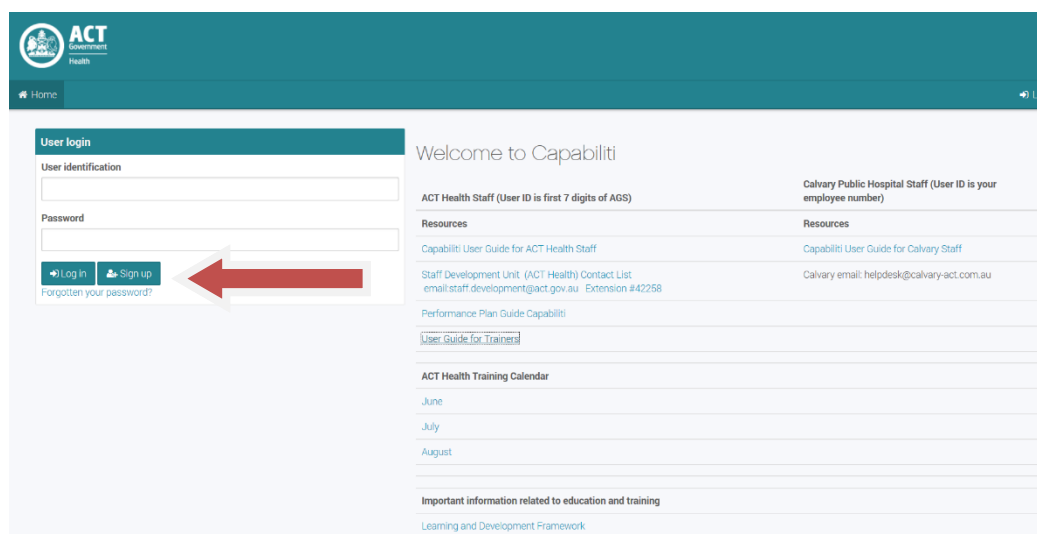 ACT
Government
Health
Home
User login
User identification
Password
Log in
Sign up
Forgotten your password?
Welcome to Capabiliti
ACT Health Staff (User ID is first 7 digits of AGS)
Calvary Public Hospital Staff (User ID is your
employee number)
Resources
Resources
Capabiliti User Guide for ACT Health Staff
Capabiliti User Guide for Calvary Staff
Staff Development Unit (ACT Health) Contact List
email:staff.development@act.gov.au Extension #42258
Calvary email: helpdesk@calvary-act.com.au
Performance Plan Guide Capabiliti
User Guide for Trainers
ACT Health Training Calendar
June
July
August
Important information related to education and training
Learning and Development Framework